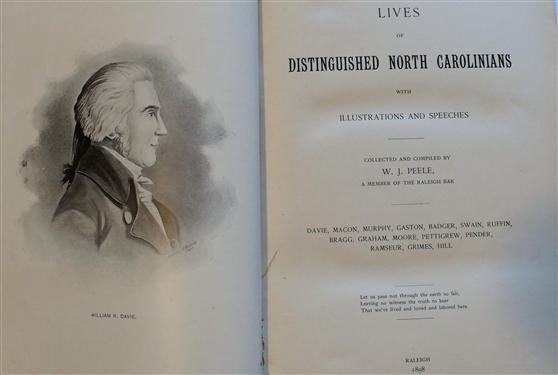 WILLIAM R. DAVIE.
LIVES
OF
DISTINGUISHED NORTH CAROLINIANS
WITH
ILLUSTRATIONS AND SPEECHES
COLLECTED AND COMPILED BY
W. J. PEELE,
A MEMBER OF THE RALEIGH BAR
DAVIE, MACON, MURPHY, GASTON, BADGER, SWAIN, RUFFIN,
BRAGG, GRAHAM, MOORE, PETTIGREW, PENDER,
RAMSEUR, GRIMES, HILL
Let us pass not through the earth so fair,
Leaving no witness the truth to bear
That we've lived and loved and labored here.
RALEIGH
1898